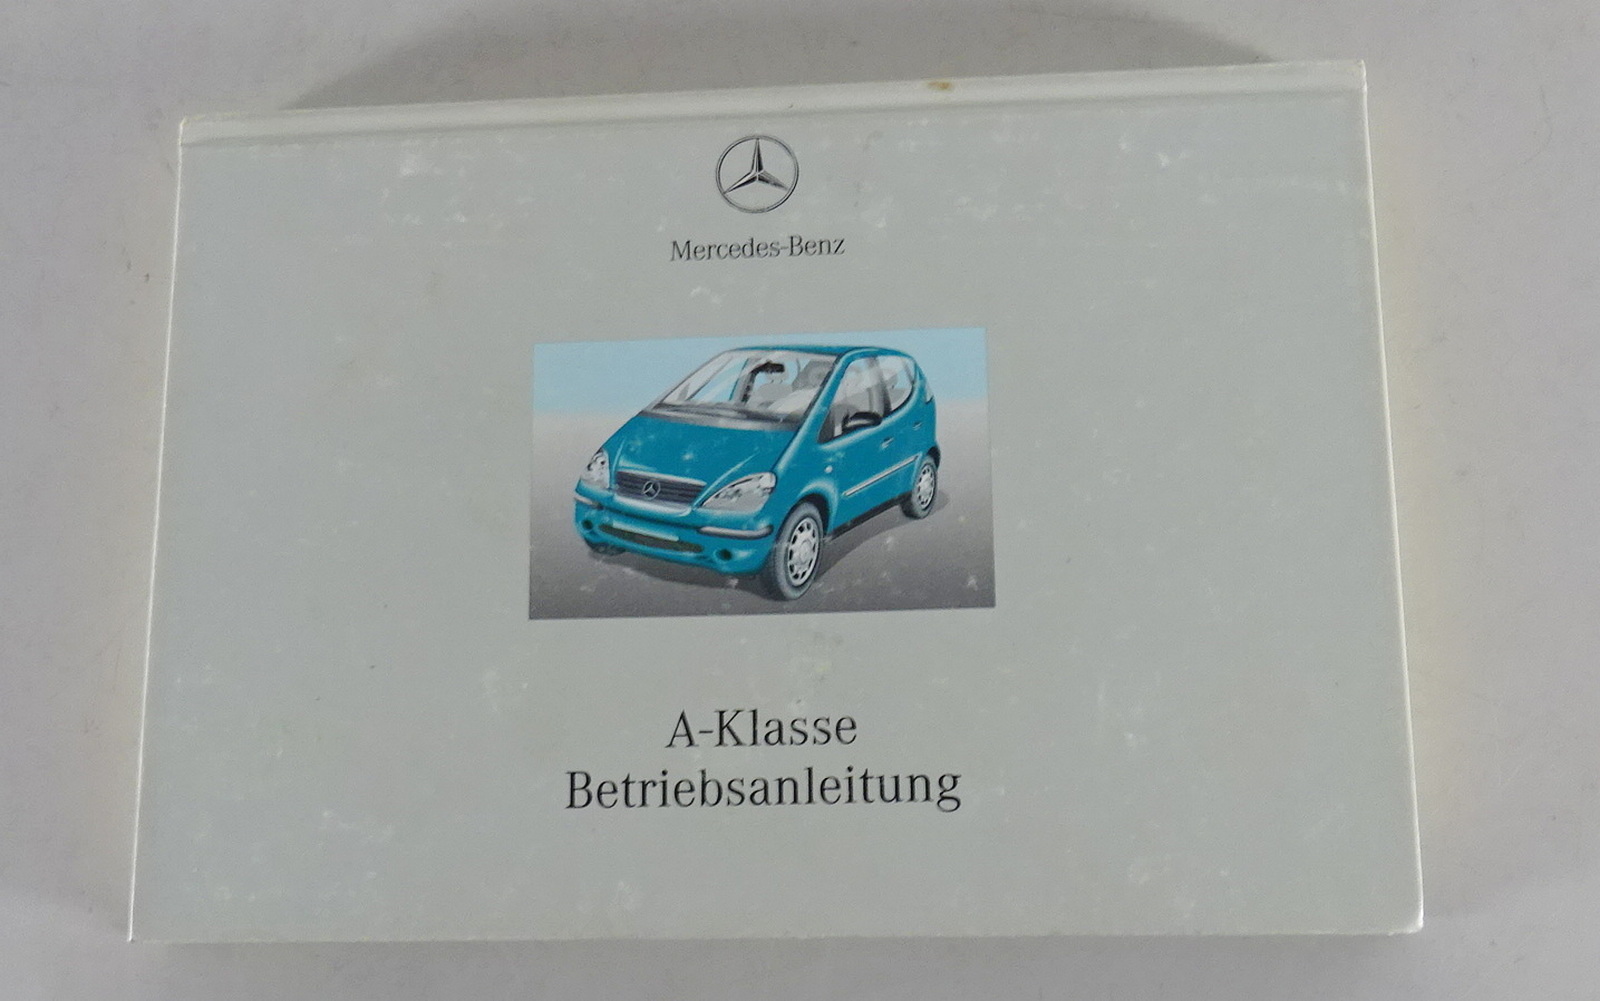 Mercedes-Benz
A-Klasse
Betriebsanleitung